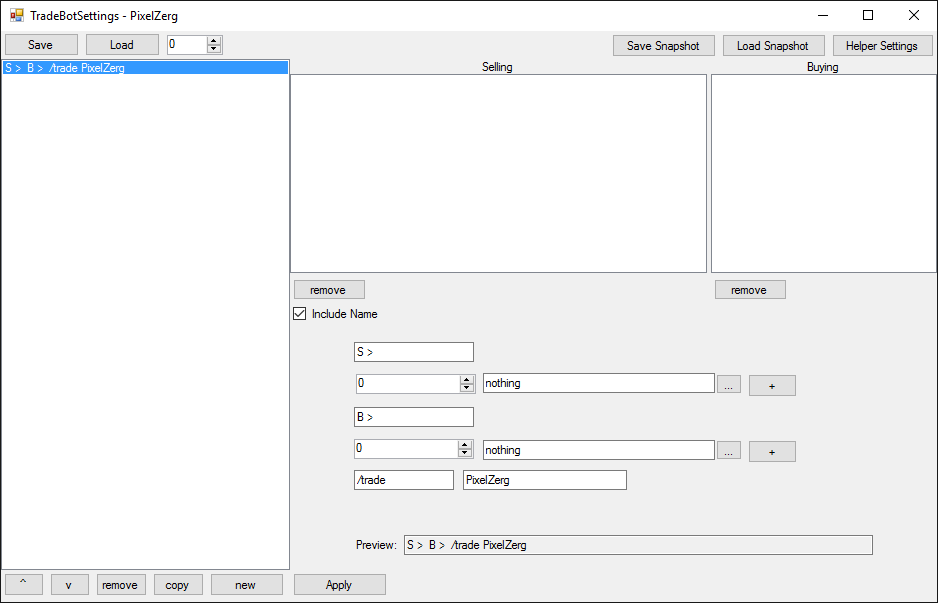 TradeBotSettings - PixelZerg
Save Load 0 Save Snapshot Load Snapshot Helper Settings
S > B > /trade PixelZerg
Selling Buying
remove remove
Include Name
S >
0 nothing ... +
B >
0 nothing ... +
/trade PixelZerg
Preview: S > B > /trade PixelZerg
^ v remove copy new Apply